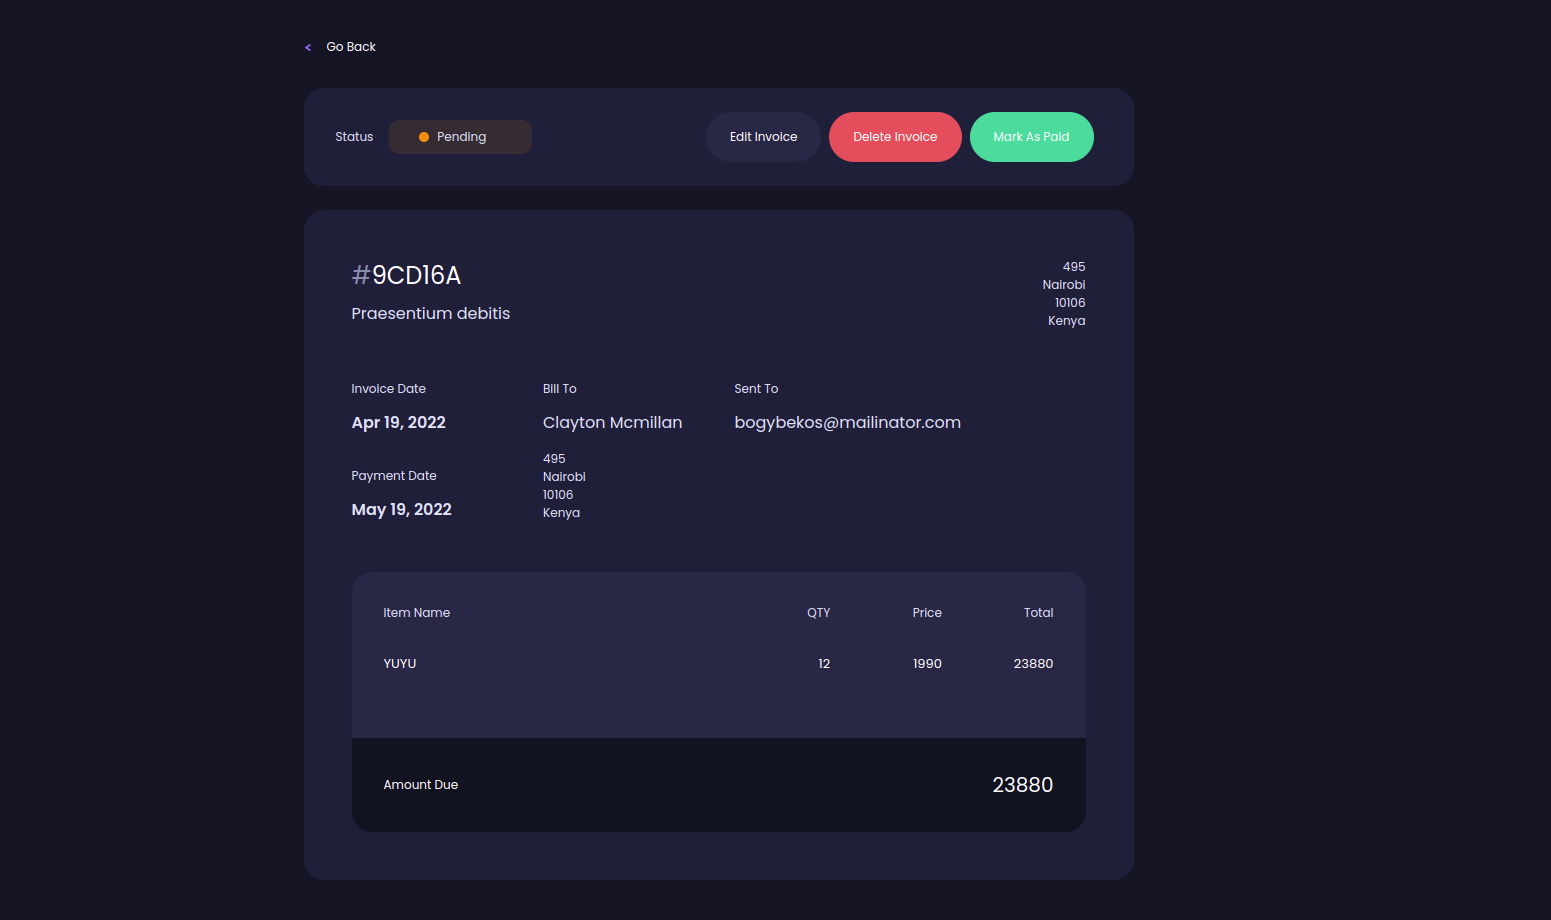 < Go Back
Status Pending Edit Invoice Delete Invoice Mark As Paid
#9CD16A
Praesentium debitis
495
Nairobi
10106
Kenya
Invoice Date
Apr 19, 2022
Payment Date
May 19, 2022
Bill To
Clayton Mcmillan
495
Nairobi
10106
Kenya
Sent To
bogybekos@mailinator.com
Item Name QTY Price Total
YUYU 12 1990 23880
Amount Due 23880